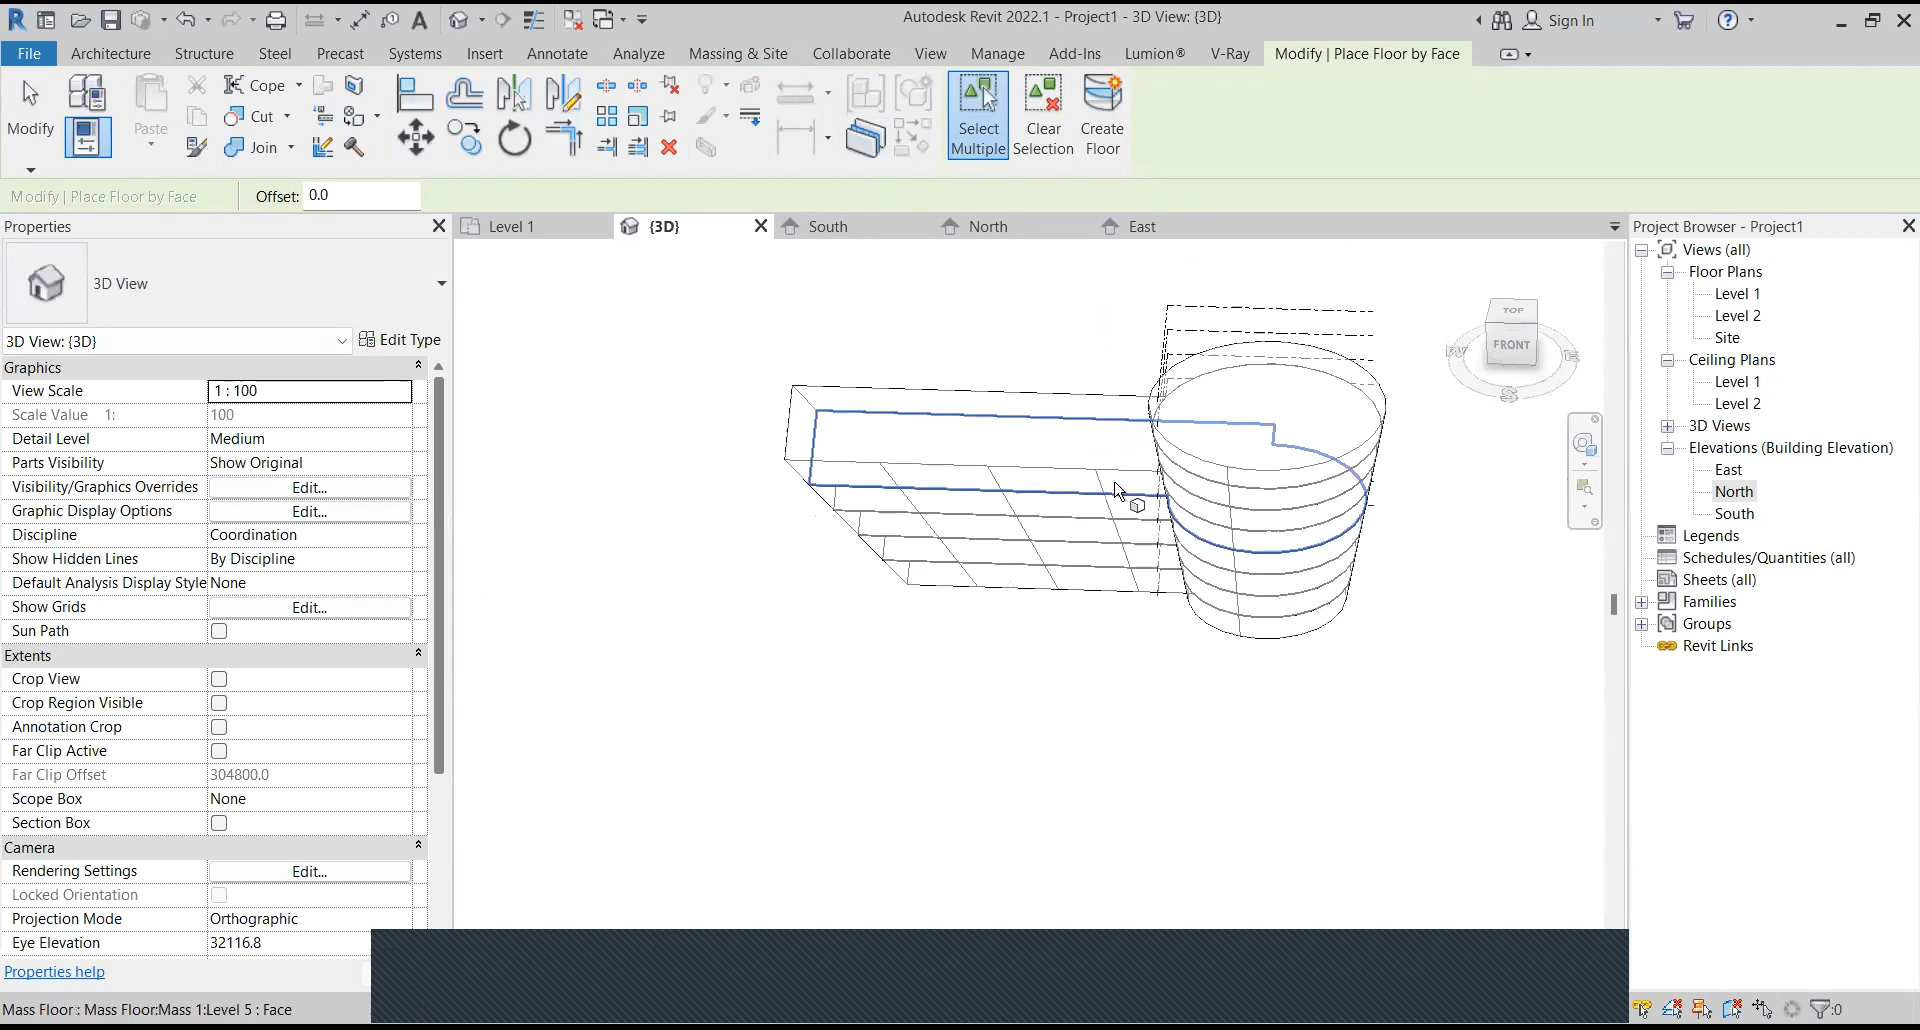 Autodesk Revit 2022.1 - Project1 - 3D View: {3D}
Sign In
File
Architecture
Structure
Steel
Precast
Systems
Insert
Annotate
Analyze
Massing & Site
Collaborate
View
Manage
Add-Ins
Lumion®
V-Ray
Modify | Place Floor by Face
Modify
Paste
Cope
Cut
Join
Select
Multiple
Clear
Selection
Create
Floor
Modify | Place Floor by Face
Offset: 0.0
Properties
Level 1
{3D}
South
North
East
Project Browser - Project1
3D View
3D View: {3D}
Edit Type
Graphics
View Scale 1 : 100
Scale Value 1: 100
Detail Level Medium
Parts Visibility Show Original
Visibility/Graphics Overrides Edit...
Graphic Display Options Edit...
Discipline Coordination
Show Hidden Lines By Discipline
Default Analysis Display Style None
Show Grids Edit...
Sun Path
Extents
Crop View
Crop Region Visible
Annotation Crop
Far Clip Active
Far Clip Offset 304800.0
Scope Box None
Section Box
Camera
Rendering Settings Edit...
Locked Orientation
Projection Mode Orthographic
Eye Elevation 32116.8
Properties help
Mass Floor : Mass Floor:Mass 1:Level 5 : Face
TOP
FRONT
W
E
S
Views (all)
Floor Plans
Level 1
Level 2
Site
Ceiling Plans
Level 1
Level 2
3D Views
Elevations (Building Elevation)
East
North
South
Legends
Schedules/Quantities (all)
Sheets (all)
Families
Groups
Revit Links
:0